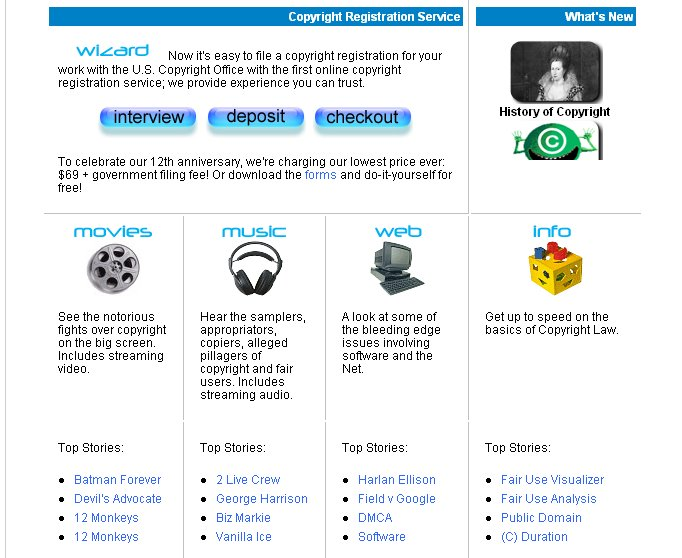 Copyright Registration Service
What's New
wizard Now it's easy to file a copyright registration for your
work with the U.S. Copyright Office with the first online copyright
registration service; we provide experience you can trust.
interview deposit checkout
History of Copyright
©
To celebrate our 12th anniversary, we're charging our lowest price ever:
$69 + government filing fee! Or download the forms and do-it-yourself for
free!
movies
See the notorious
fights over copyright
on the big screen.
Includes streaming
video.
music
Hear the samplers,
appropriators,
copiers, alleged
pillagers of
copyright and fair
users. Includes
streaming audio.
web
A look at some of
the bleeding edge
issues involving
software and the
Net.
info
Get up to speed on the
basics of Copyright Law.
Top Stories:
Batman Forever
Devil's Advocate
12 Monkeys
12 Monkeys
Top Stories:
2 Live Crew
George Harrison
Biz Markie
Vanilla Ice
Top Stories:
Harlan Ellison
Field v Google
DMCA
Software
Top Stories:
Fair Use Visualizer
Fair Use Analysis
Public Domain
(C) Duration